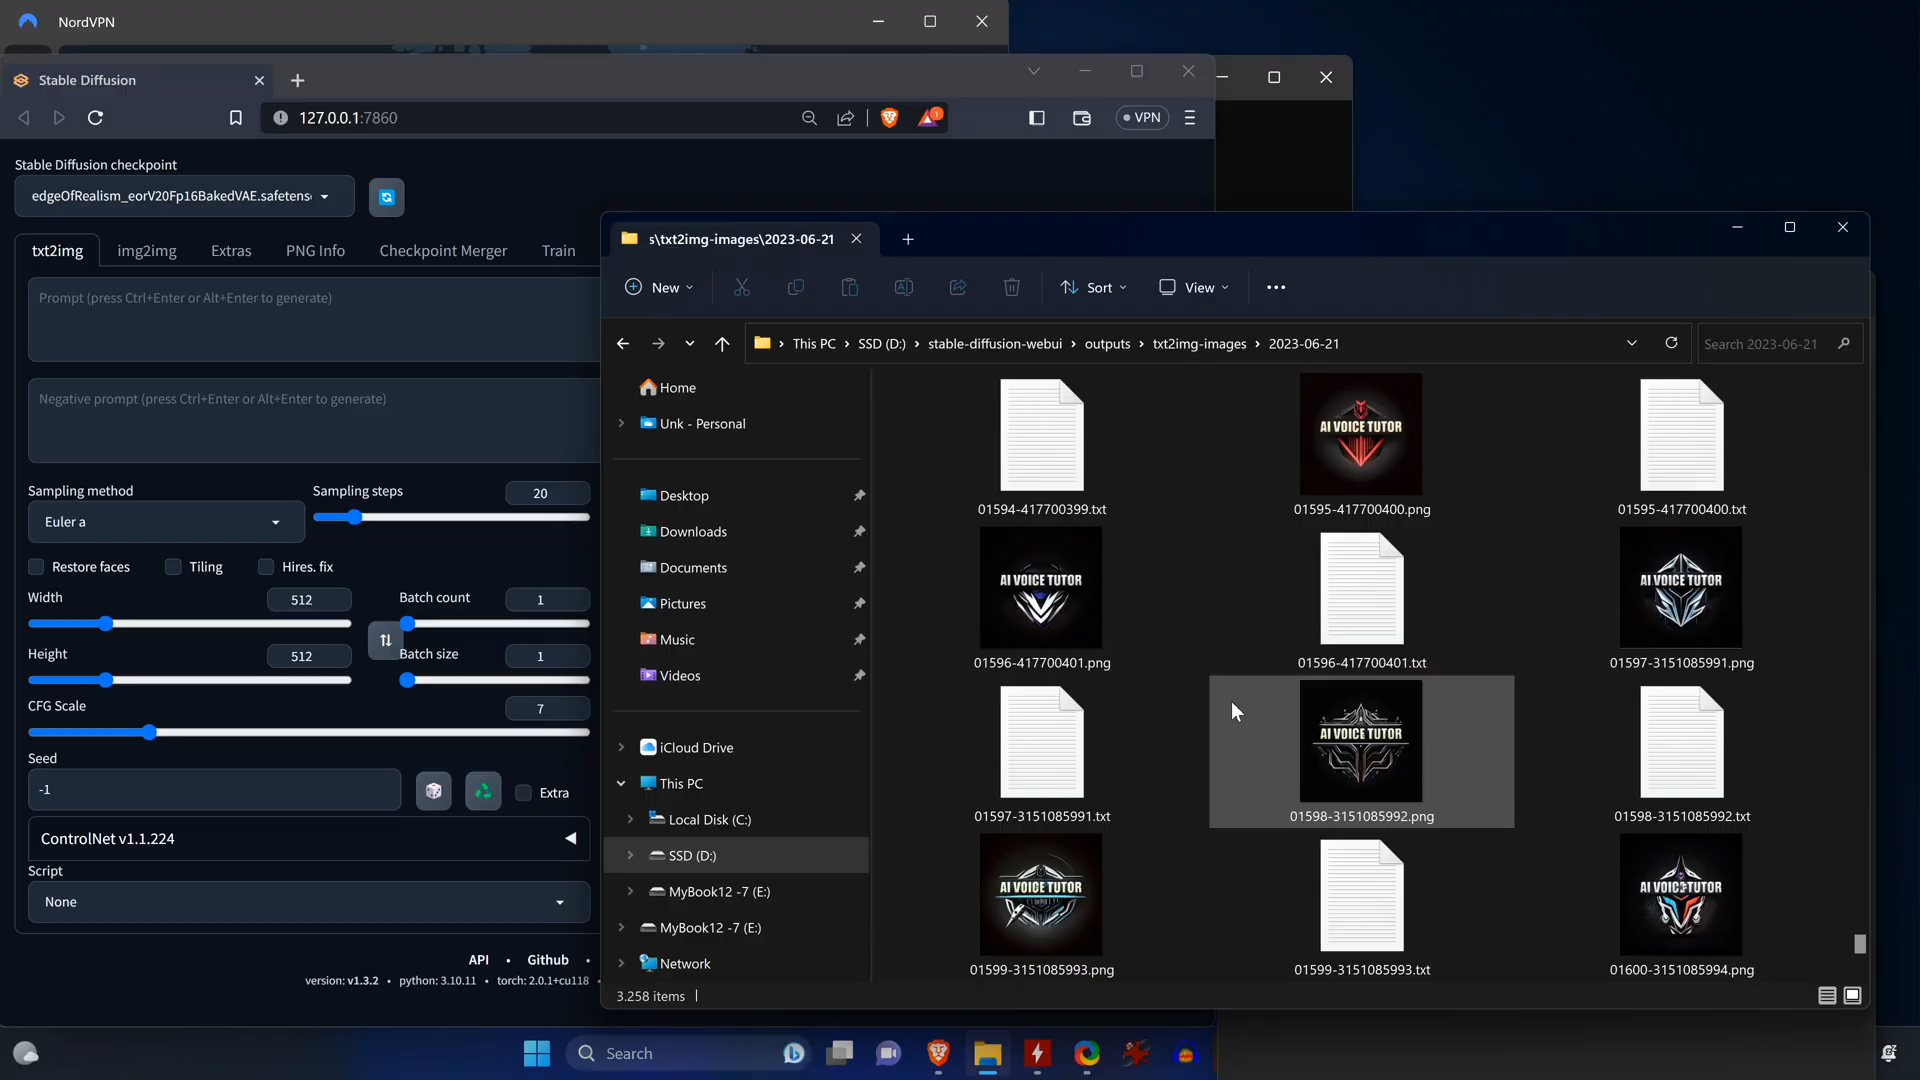 NordVPN
Stable Diffusion
127.0.0.1:7860
1
VPN
Stable Diffusion checkpoint
edgeOfRealism_eorV20Fp16BakedVAE.safetens
txt2img
img2img
Extras
PNG Info
Checkpoint Merger
Train
Prompt (press Ctrl+Enter or Alt+Enter to generate)
Negative prompt (press Ctrl+Enter or Alt+Enter to generate)
Sampling method
Sampling steps
20
Euler a
Restore faces
Tiling
Hires. fix
Width
512
Batch count
1
Height
512
Batch size
1
CFG Scale
7
Seed
-1
Extra
ControlNet v1.1.224
Script
None
API • Github •
version: v1.3.2 • python: 3.10.11 • torch: 2.0.1+cu118 •
s\txt2img-images\2023-06-21
New
Sort
View
This PC > SSD (D:) > stable-diffusion-webui > outputs > txt2img-images > 2023-06-21
Search 2023-06-21
Home
Unk - Personal
Desktop
Downloads
Documents
Pictures
Music
Videos
iCloud Drive
This PC
Local Disk (C:)
SSD (D:)
MyBook12 -7 (E:)
MyBook12 -7 (E:)
Network
AI VOICE TUTOR
01594-417700399.txt
01595-417700400.png
01595-417700400.txt
AI VOICE TUTOR
AI VOICE TUTOR
01596-417700401.png
01596-417700401.txt
01597-3151085991.png
AI VOICE TUTOR
01597-3151085991.txt
01598-3151085992.png
01598-3151085992.txt
AI VOICE TUTOR
AI VOICE TUTOR
01599-3151085993.png
01599-3151085993.txt
01600-3151085994.png
3.258 items
Search